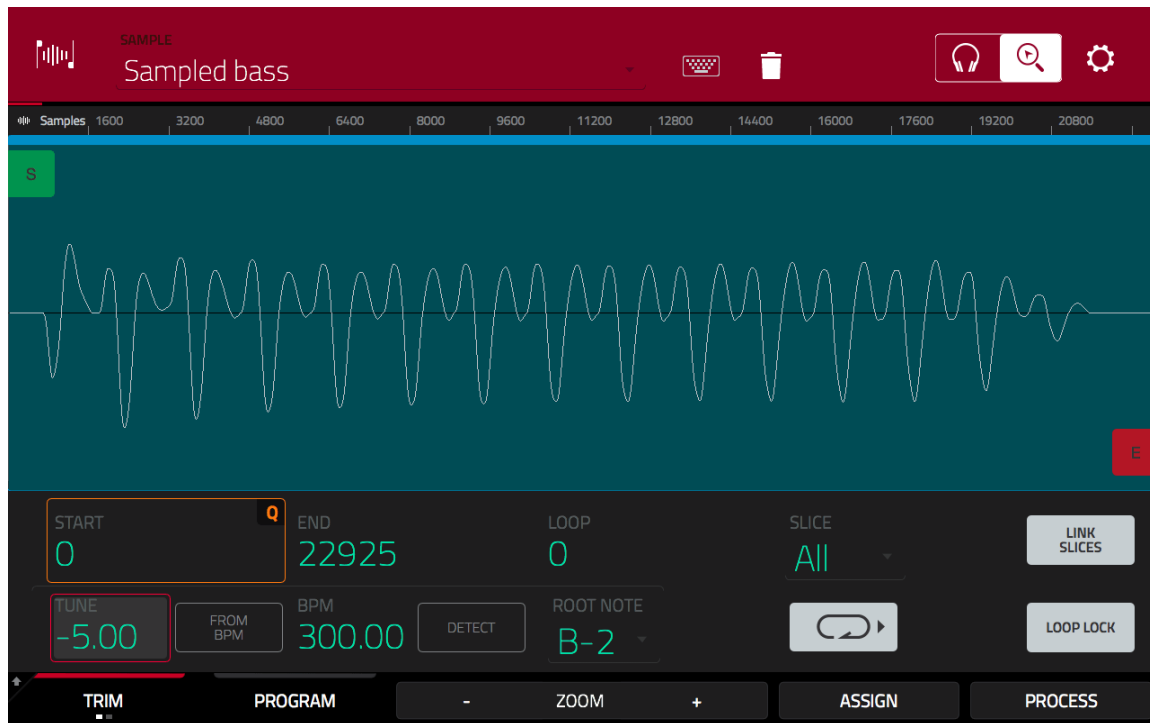 SAMPLE
Sampled bass
Samples 1600 3200 4800 6400 8000 9600 11200 12800 14400 16000 17600 19200 20800
S
E
START Q END LOOP SLICE LINK
SLICES
0 22925 0 All
TUNE FROM
BPM BPM DETECT ROOT NOTE LOOP LOCK
-5.00 300.00 B-2
TRIM PROGRAM - ZOOM + ASSIGN PROCESS